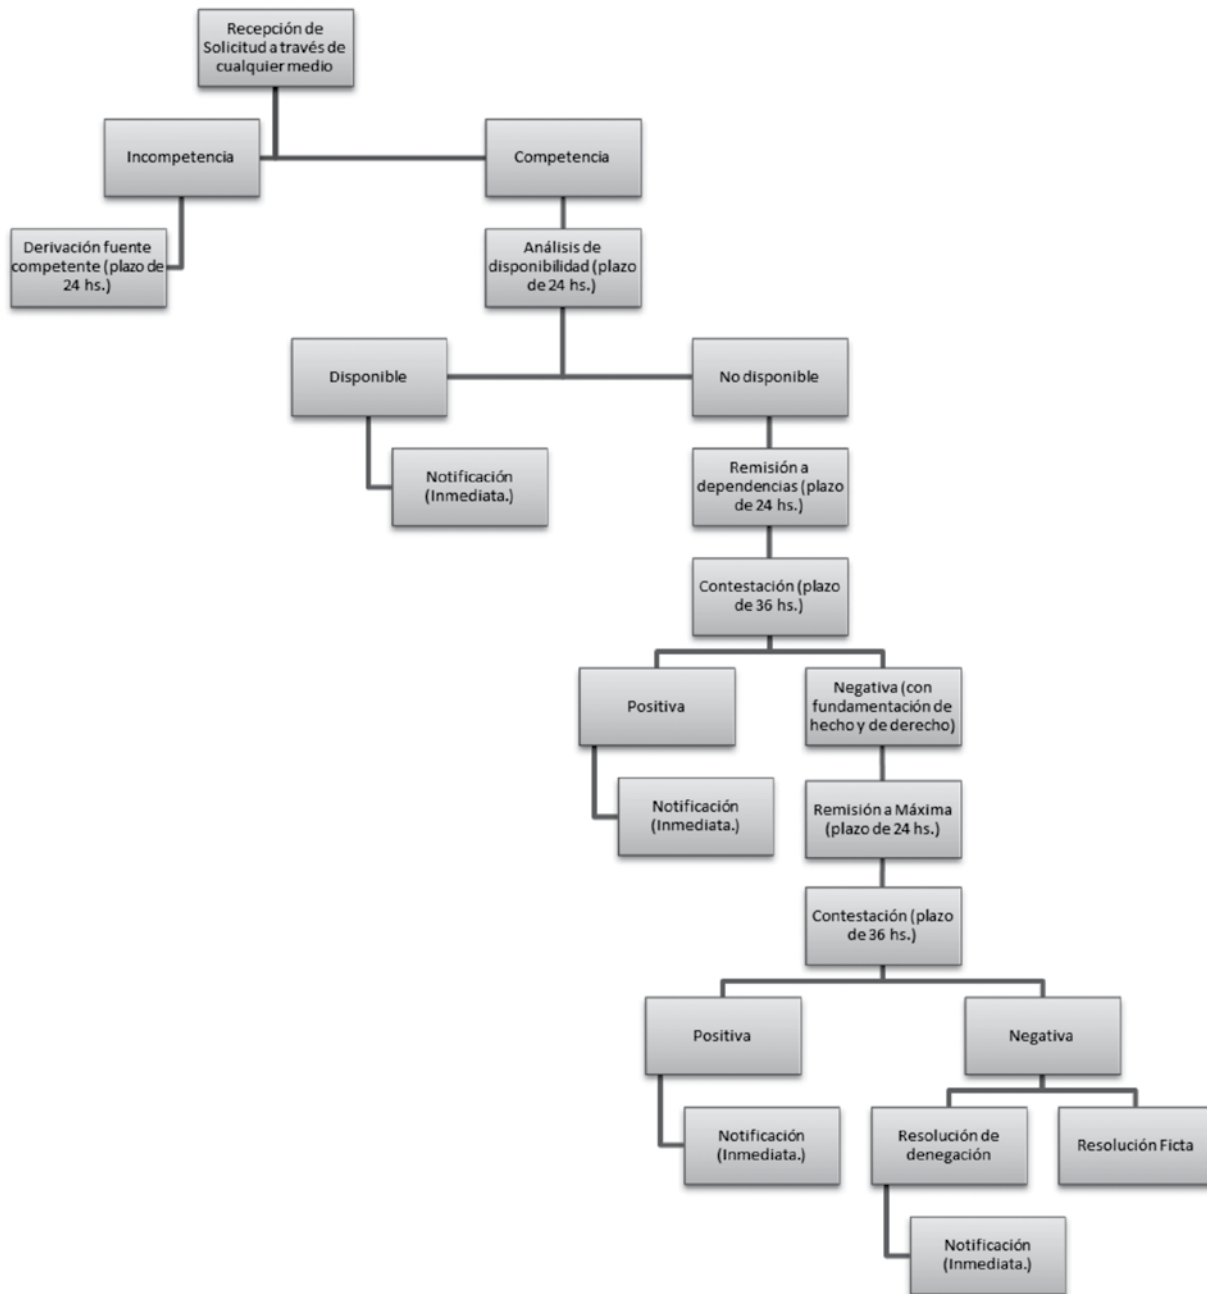 Recepción de
Solicitud a través de
cualquier medio
Incompetencia
Competencia
Derivación fuente
competente (plazo de
24 hs.)
Análisis de
disponibilidad (plazo
de 24 hs.)
Disponible
No disponible
Notificación
(Inmediata.)
Remisión a
dependencias (plazo
de 24 hs.)
Contestación (plazo
de 36 hs.)
Positiva
Negativa (con
fundamentación de
hecho y de derecho)
Notificación
(Inmediata.)
Remisión a Máxima
(plazo de 24 hs.)
Contestación (plazo
de 36 hs.)
Positiva
Negativa
Notificación
(Inmediata.)
Resolución de
denegación
Resolución Ficta
Notificación
(Inmediata.)